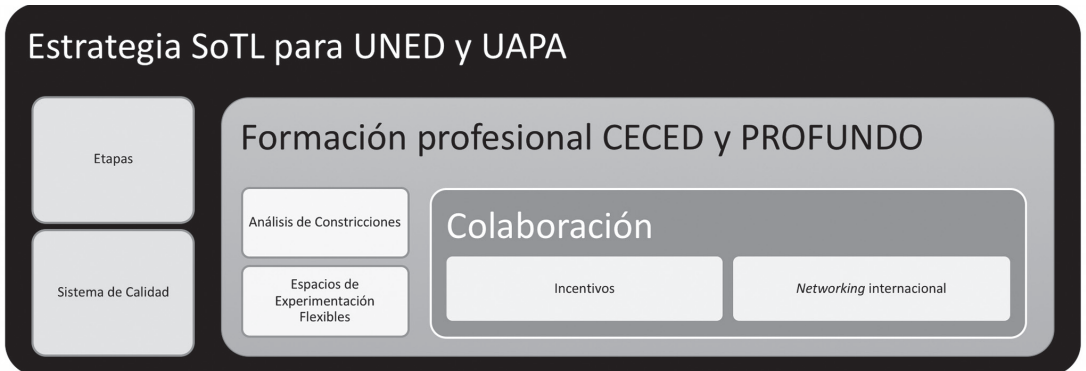 Estrategia SoTL para UNED y UAPA
Etapas
Sistema de Calidad
Formación profesional CECED y PROFUNDO
Análisis de Constricciones
Espacios de
Experimentación
Flexibles
Colaboración
Incentivos
Networking internacional